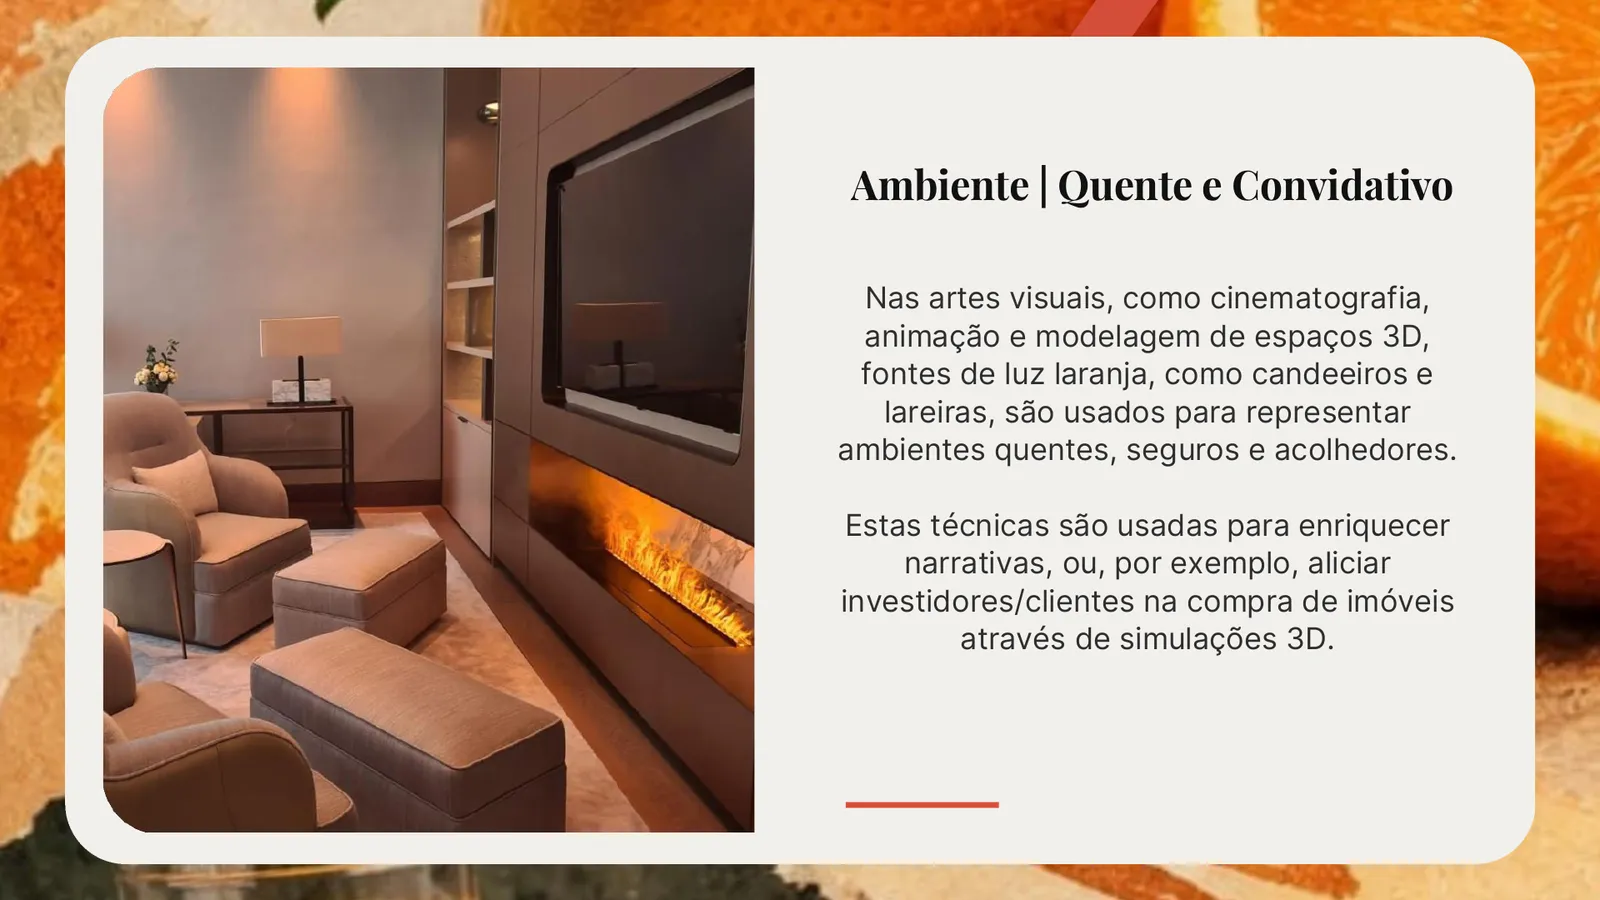 Ambiente | Quente e Convidativo
Nas artes visuais, como cinematografia,
animação e modelagem de espaços 3D,
fontes de luz laranja, como candeeiros e
lareiras, são usados para representar
ambientes quentes, seguros e acolhedores.
Estas técnicas são usadas para enriquecer
narrativas, ou, por exemplo, aliciar
investidores/clientes na compra de imóveis
através de simulações 3D.